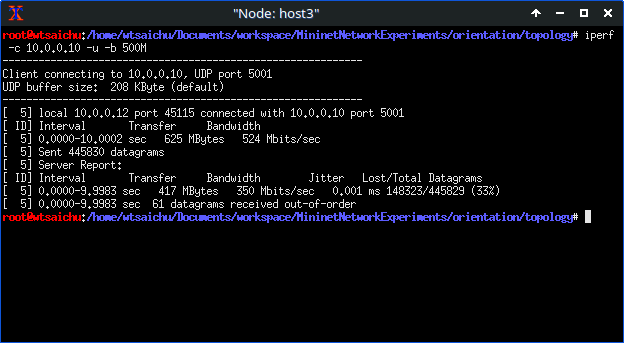 "Node: host3"
root@wtsaichu:/home/wtsaichu/Documents/workspace/MininetNetworkExperiments/orientation/topology# iperf
 -c 10.0.0.10 -u -b 500M
------------------------------------------------------------
Client connecting to 10.0.0.10, UDP port 5001
UDP buffer size:  208 KByte (default)
------------------------------------------------------------
[  5] local 10.0.0.12 port 45115 connected with 10.0.0.10 port 5001
[ ID] Interval       Transfer     Bandwidth
[  5] 0.0000-10.0002 sec   625 MBytes   524 Mbits/sec
[  5] Sent 445830 datagrams
[  5] Server Report:
[ ID] Interval       Transfer     Bandwidth        Jitter   Lost/Total Datagrams
[  5] 0.0000-9.9983 sec   417 MBytes   350 Mbits/sec   0.001 ms 148323/445829 (33%)
[  5] 0.0000-9.9983 sec  61 datagrams received out-of-order
root@wtsaichu:/home/wtsaichu/Documents/workspace/MininetNetworkExperiments/orientation/topology#